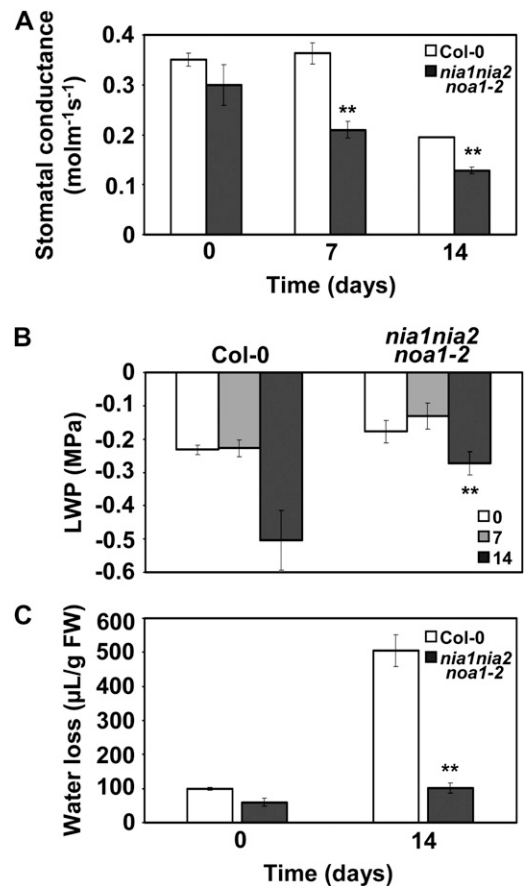 A
Stomatal conductance
(molm⁻¹s⁻¹)
0.4
0.3
0.2
0.1
0
Col-0
nia1nia2
noa1-2
**
**
0
7
14
Time (days)
B
Col-0
nia1nia2
noa1-2
LWP (MPa)
0
-0.1
-0.2
-0.3
-0.4
-0.5
-0.6
**
0
7
14
C
Water loss (µL/g FW)
600
500
400
300
200
100
0
Col-0
nia1nia2
noa1-2
**
0
14
Time (days)